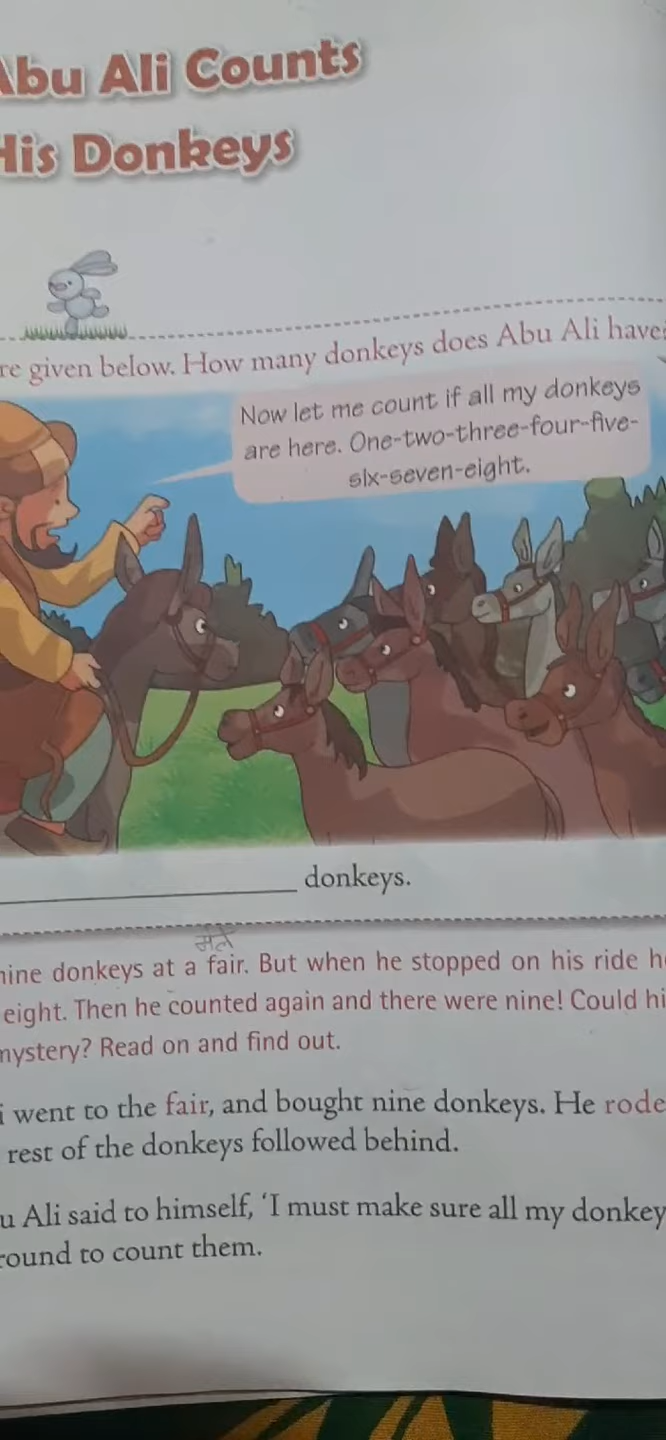 Abu Ali Counts
His Donkeys
re given below. How many donkeys does Abu Ali have?
Now let me count if all my donkeys
are here. One-two-three-four-five-
six-seven-eight.
donkeys.
मेले
nine donkeys at a fair. But when he stopped on his ride he
eight. Then he counted again and there were nine! Could hi
mystery? Read on and find out.
i went to the fair, and bought nine donkeys. He rode
rest of the donkeys followed behind.
u Ali said to himself, ‘I must make sure all my donkey
round to count them.